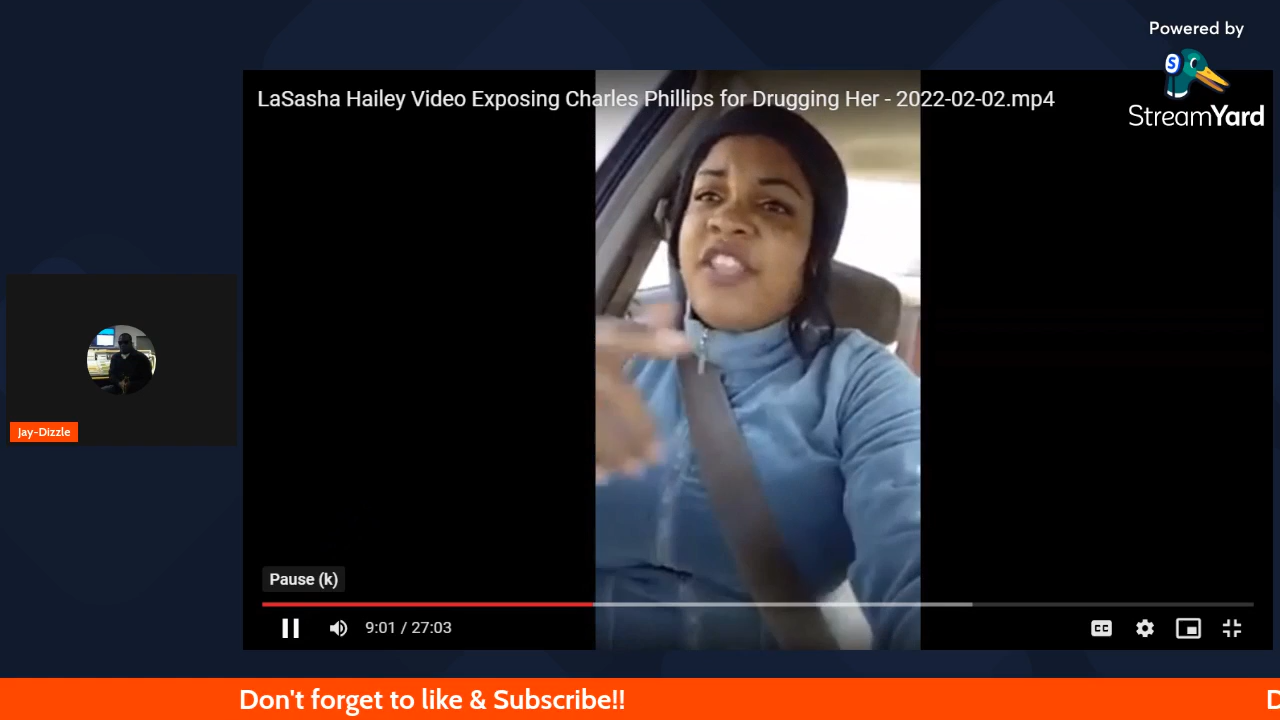 Powered by
S
StreamYard
LaSasha Hailey Video Exposing Charles Phillips for Drugging Her - 2022-02-02.mp4
Jay-Dizzle
Pause (k)
9:01 / 27:03
CC
Don't forget to like & Subscribe!!
D